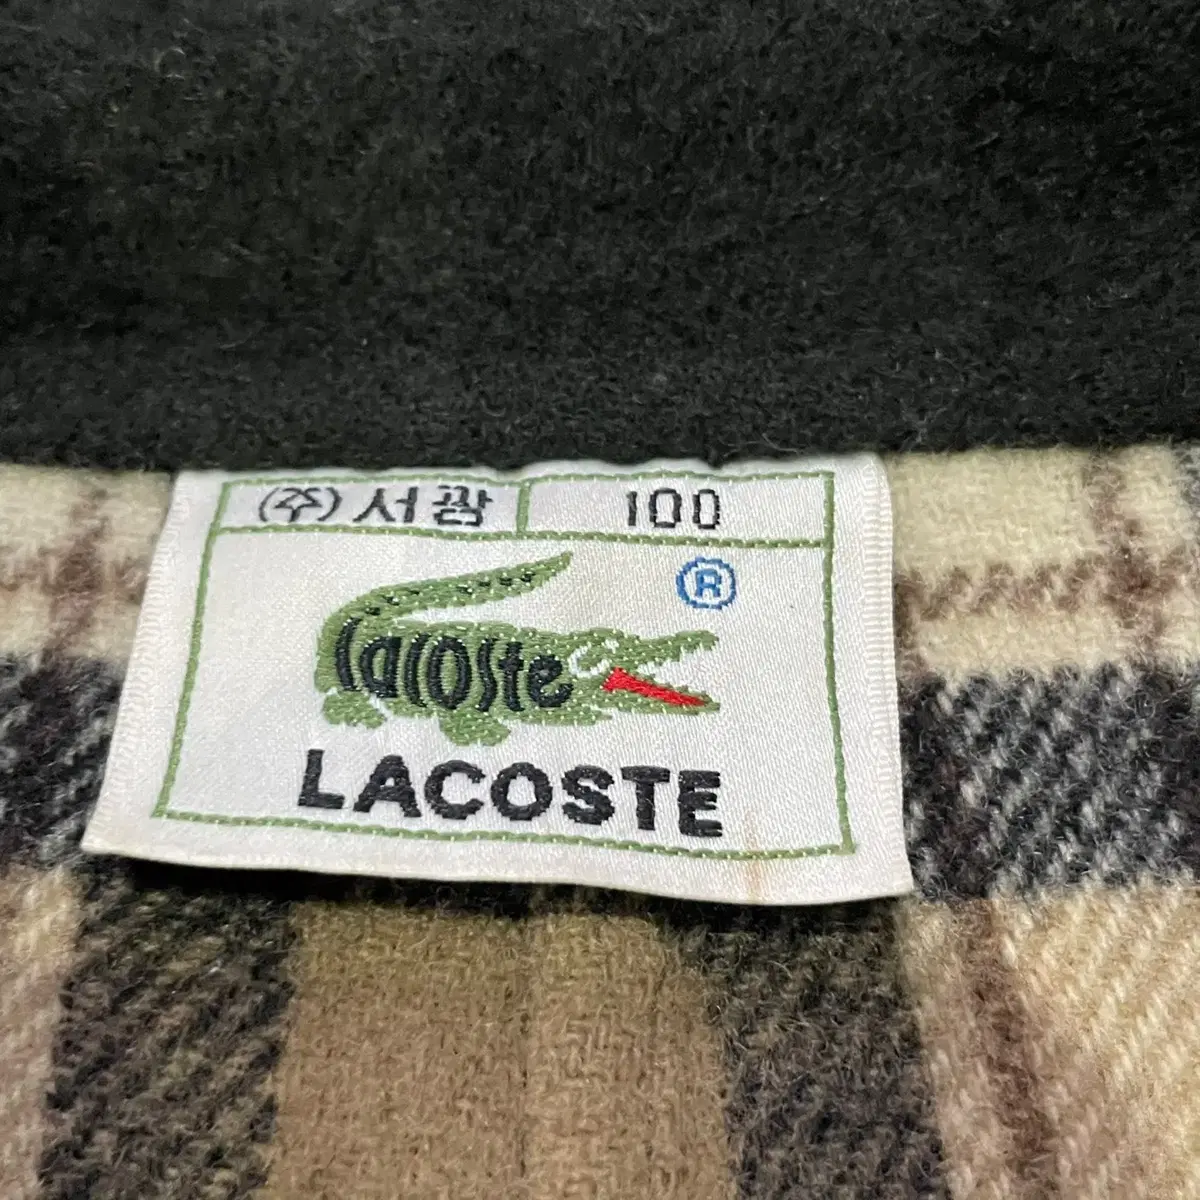 (주)서광 100
®
Lacoste
LACOSTE